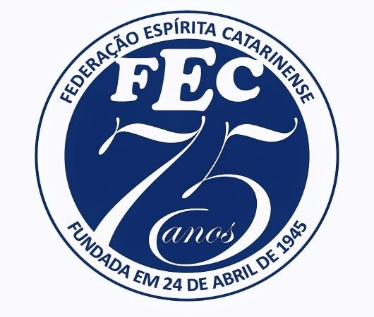 FEDERAÇÃO ESPÍRITA CATARINENSE
FEC
75
anos
FUNDADA EM 24 DE ABRIL DE 1945